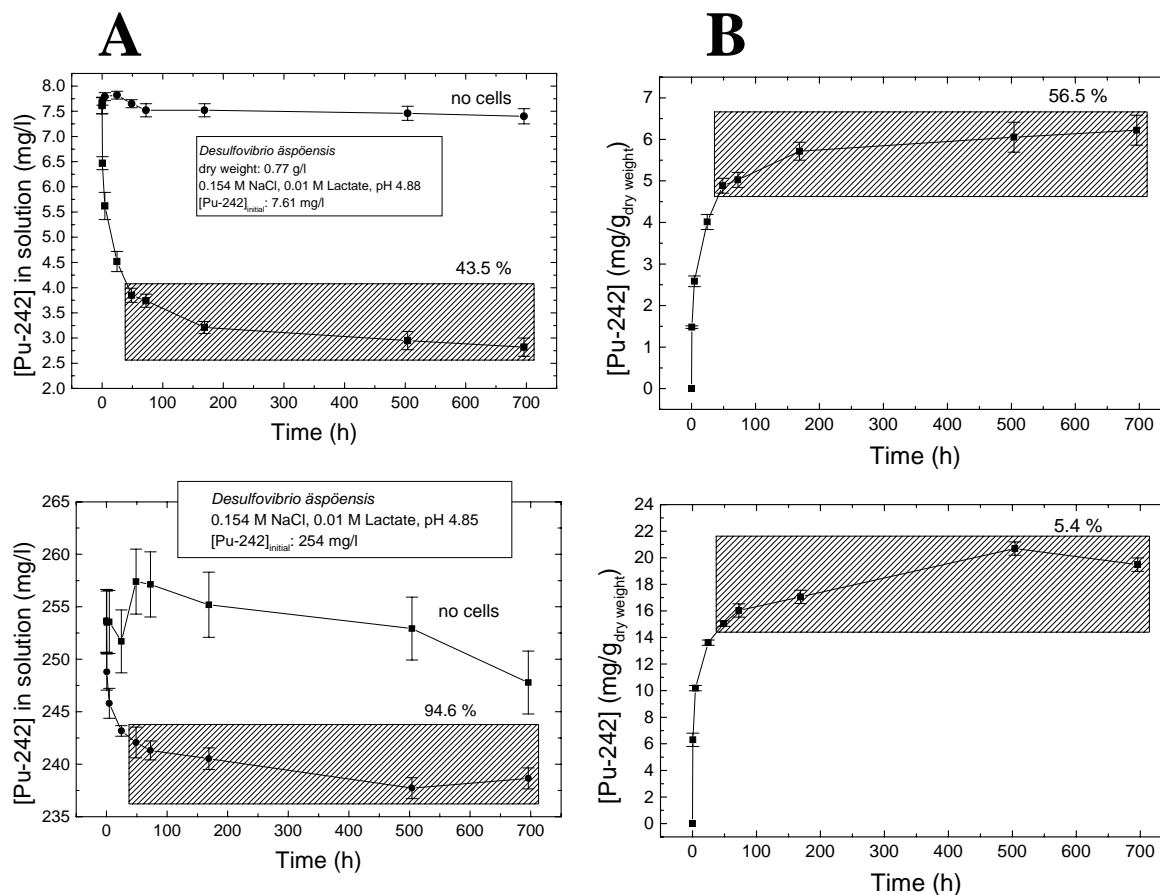 A
8.0
7.5
7.0
6.5
6.0
5.5
5.0
4.5
4.0
3.5
3.0
2.5
2.0
[Pu-242] in solution (mg/l)
no cells
Desulfovibrio äspöensis
dry weight: 0.77 g/l
0.154 M NaCl, 0.01 M Lactate, pH 4.88
[Pu-242]initial: 7.61 mg/l
43.5 %
0 100 200 300 400 500 600 700
Time (h)
B
7
6
5
4
3
2
1
0
[Pu-242] (mg/gdry weight)
56.5 %
0 100 200 300 400 500 600 700
Time (h)
265
260
255
250
245
240
235
[Pu-242] in solution (mg/l)
Desulfovibrio äspöensis
0.154 M NaCl, 0.01 M Lactate, pH 4.85
[Pu-242]initial: 254 mg/l
no cells
94.6 %
0 100 200 300 400 500 600 700
Time (h)
24
22
20
18
16
14
12
10
8
6
4
2
0
[Pu-242] (mg/gdry weight)
5.4 %
0 100 200 300 400 500 600 700
Time (h)